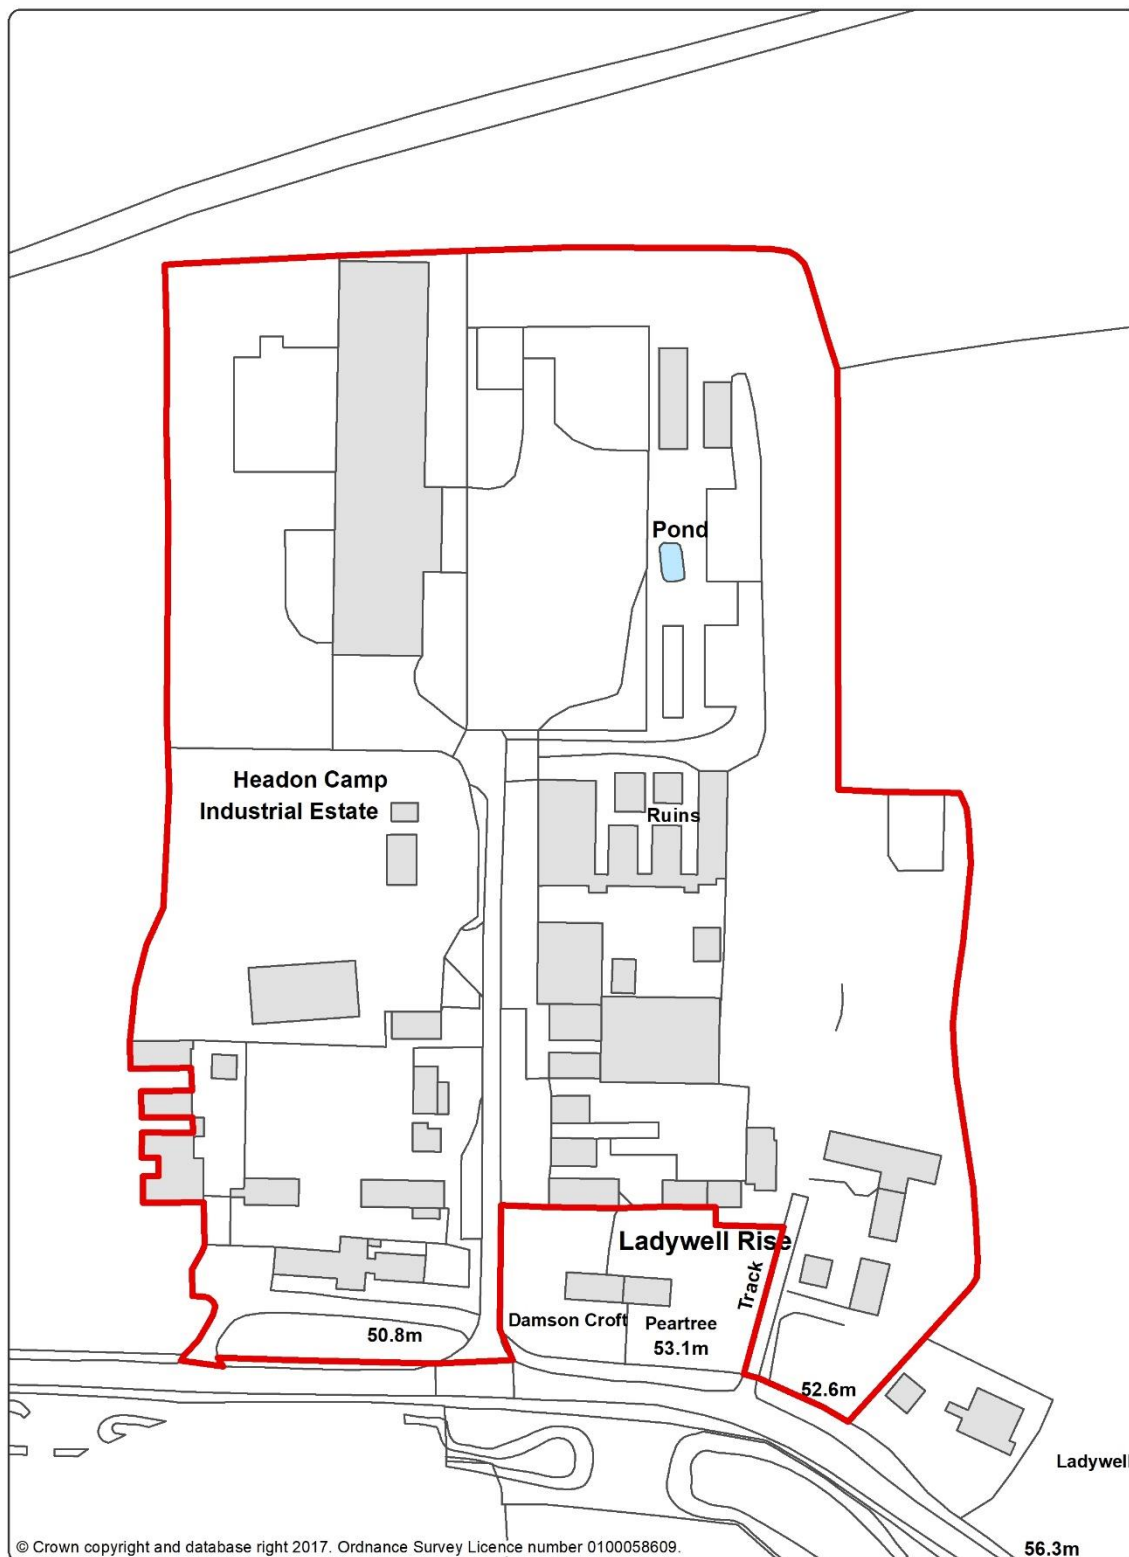 Pond
Headon Camp
Industrial Estate
Ruins
Ladywell Rise
Track
Damson Croft
Peartree
50.8m
53.1m
52.6m
Ladywell
56.3m
© Crown copyright and database right 2017. Ordnance Survey Licence number 0100058609.